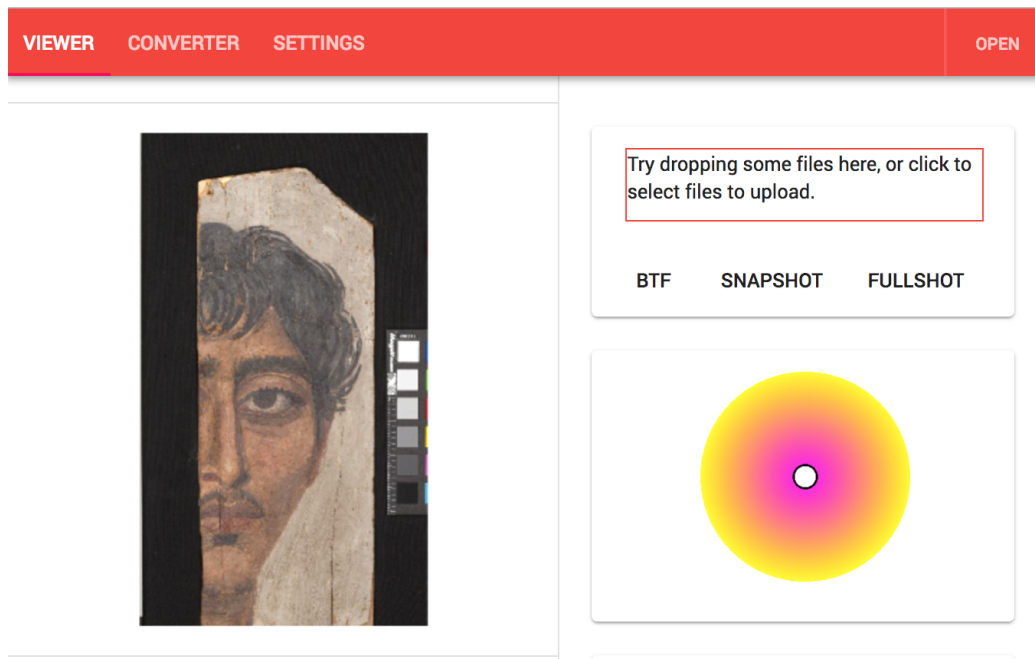 VIEWER CONVERTER SETTINGS OPEN
Try dropping some files here, or click to
select files to upload.
BTF SNAPSHOT FULLSHOT